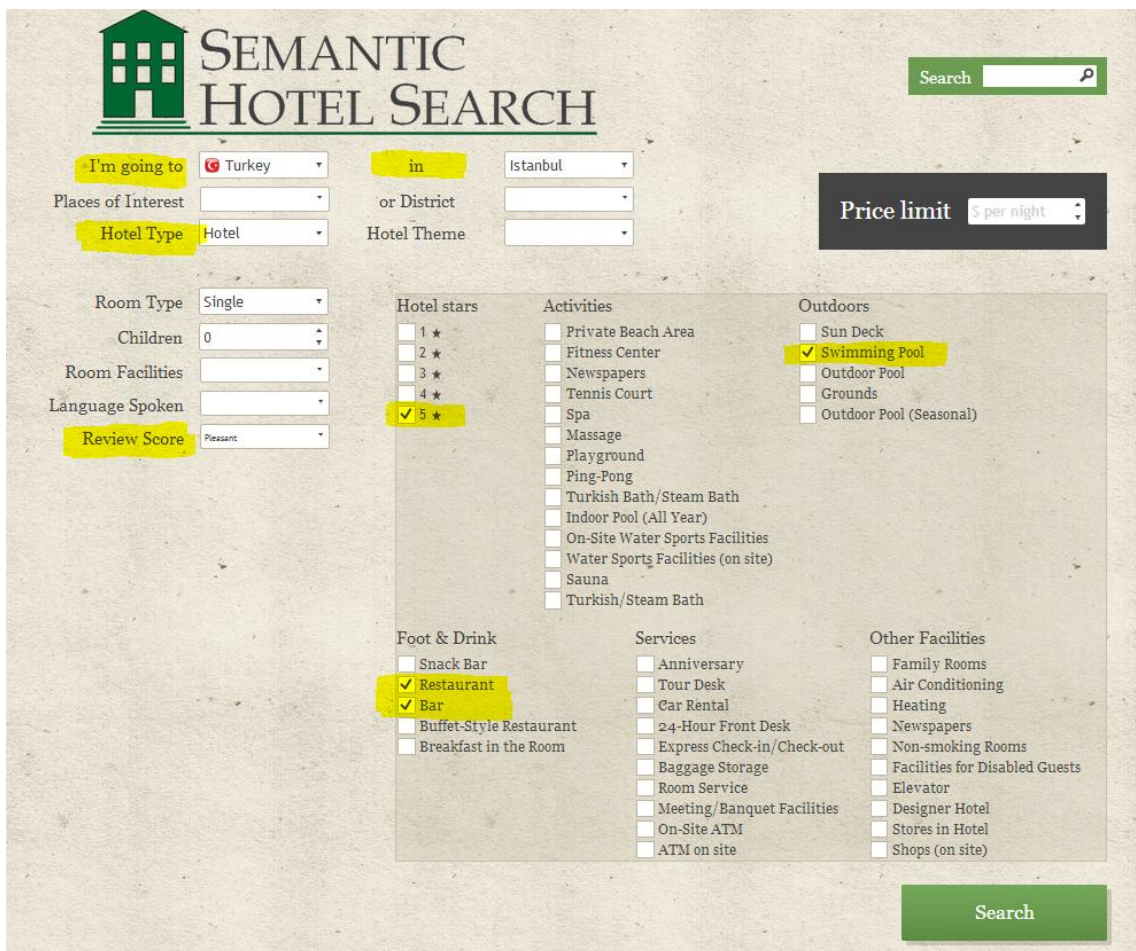 SEMANTIC
HOTEL SEARCH
Search
I'm going to Turkey in Istanbul
Places of Interest or District
Hotel Type Hotel Hotel Theme
Price limit $ per night
Room Type Single
Children 0
Room Facilities
Language Spoken
Review Score Pleasant
Hotel stars
1 ★
2 ★
3 ★
4 ★
5 ★
Activities
Private Beach Area
Fitness Center
Newspapers
Tennis Court
Spa
Massage
Playground
Ping-Pong
Turkish Bath/Steam Bath
Indoor Pool (All Year)
On-Site Water Sports Facilities
Water Sports Facilities (on site)
Sauna
Turkish/Steam Bath
Outdoors
Sun Deck
Swimming Pool
Outdoor Pool
Grounds
Outdoor Pool (Seasonal)
Foot & Drink
Snack Bar
Restaurant
Bar
Buffet-Style Restaurant
Breakfast in the Room
Services
Anniversary
Tour Desk
Car Rental
24-Hour Front Desk
Express Check-in/Check-out
Baggage Storage
Room Service
Meeting/Banquet Facilities
On-Site ATM
ATM on site
Other Facilities
Family Rooms
Air Conditioning
Heating
Newspapers
Non-smoking Rooms
Facilities for Disabled Guests
Elevator
Designer Hotel
Stores in Hotel
Shops (on site)
Search